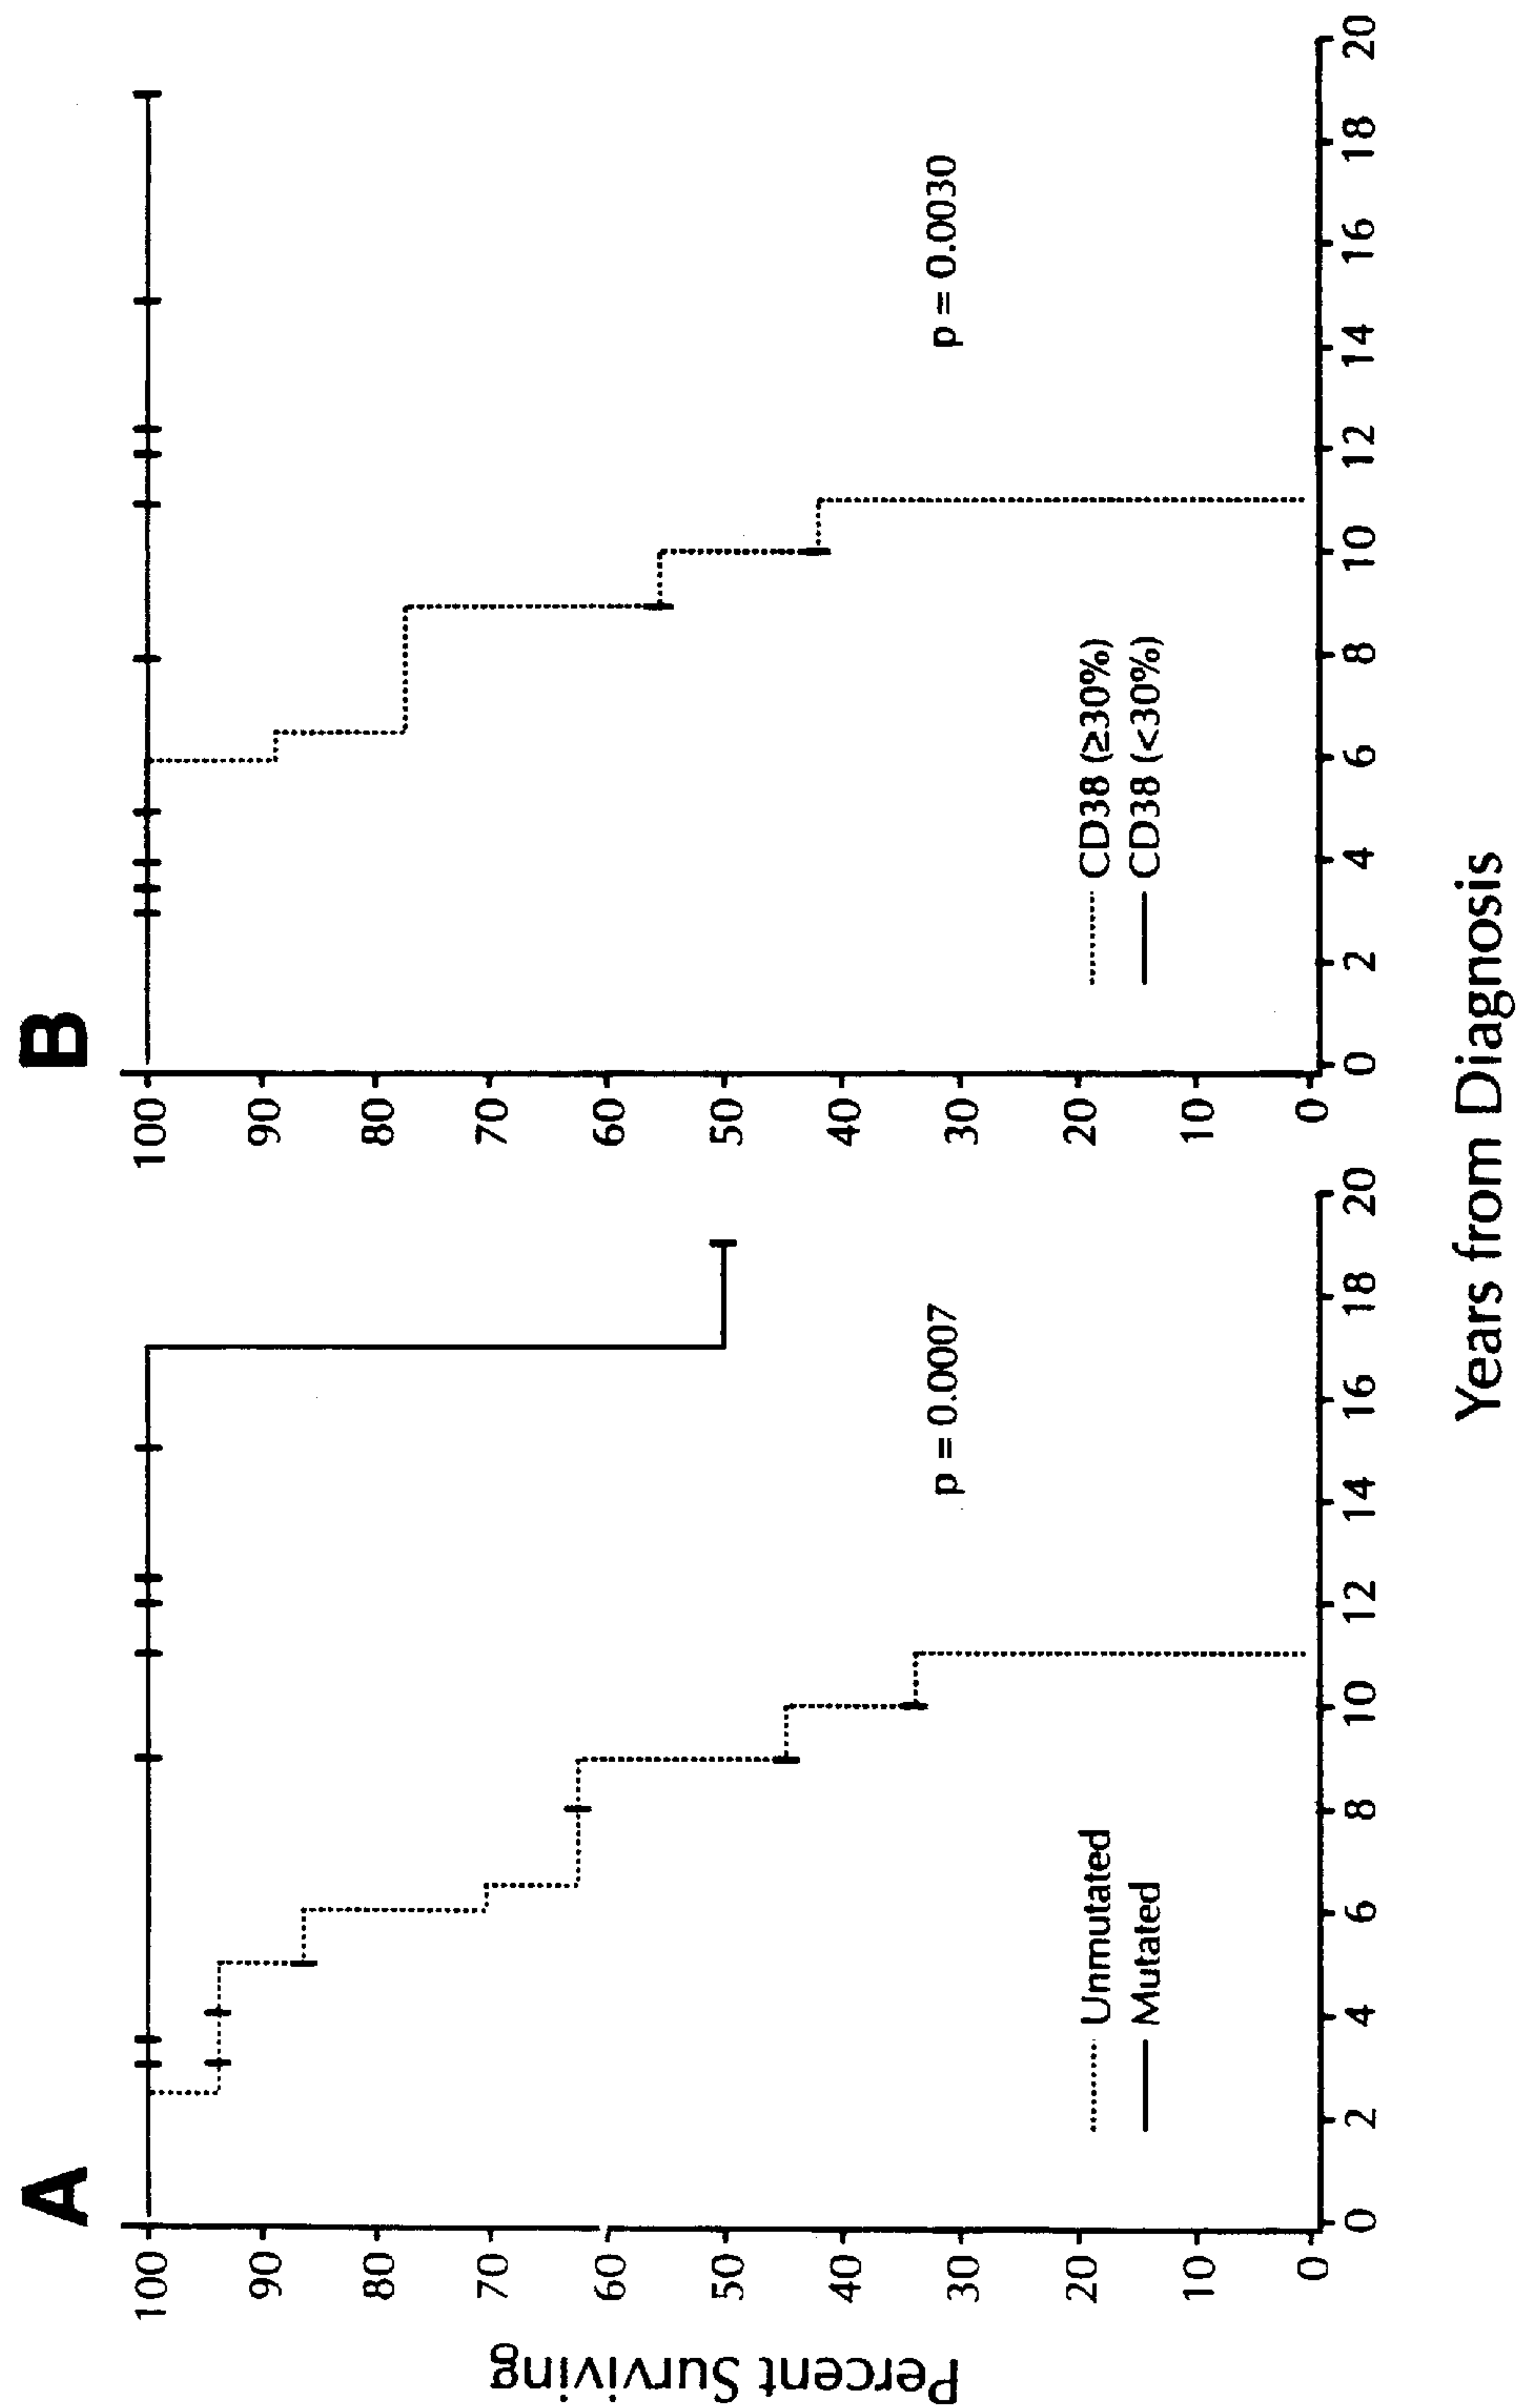 A
Percent Surviving
100
90
80
70
60
50
40
30
20
10
0
0 2 4 6 8 10 12 14 16 18 20
Unmutated
Mutated
p = 0.0007
B
100
90
80
70
60
50
40
30
20
10
0
0 2 4 6 8 10 12 14 16 18 20
CD38 (≥30%)
CD38 (<30%)
p = 0.0030
Years from Diagnosis